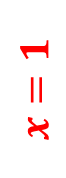 x = 1